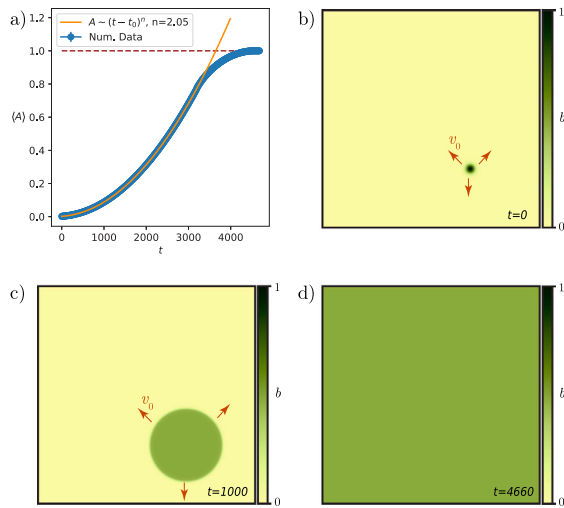 a)
A ~ (t − t₀)ⁿ, n=2.05
Num. Data
⟨A⟩
1.2
1.0
0.8
0.6
0.4
0.2
0.0
0 1000 2000 3000 4000
t
b)
v₀
t=0
1
b
0
c)
v₀
t=1000
1
b
0
d)
t=4660
1
b
0